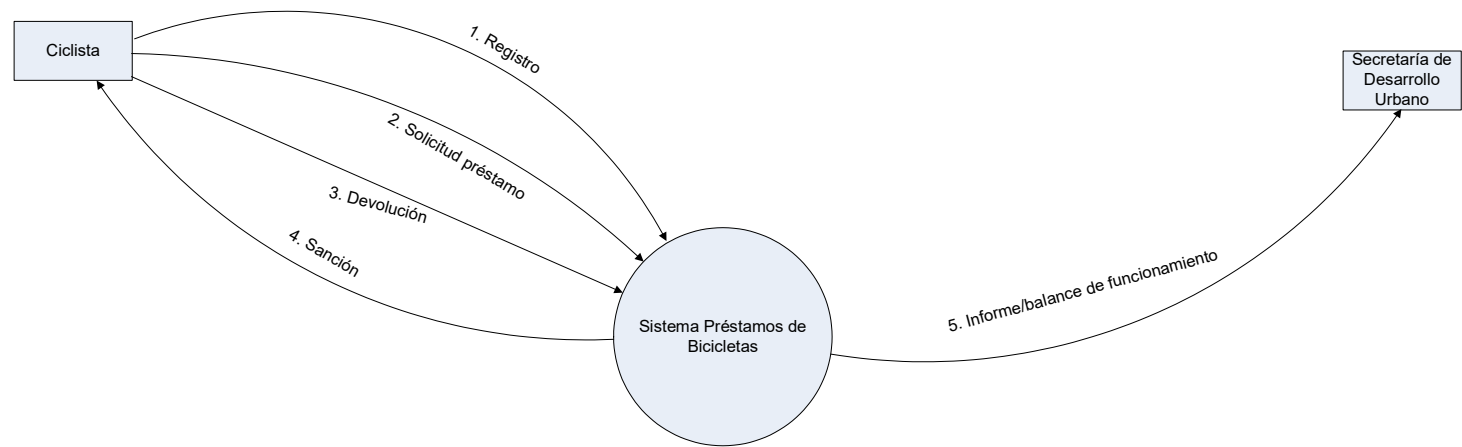 Ciclista
1. Registro
Secretaría de
Desarrollo
Urbano
2. Solicitud préstamo
3. Devolución
4. Sanción
5. Informe/balance de funcionamiento
Sistema Préstamos de
Bicicletas